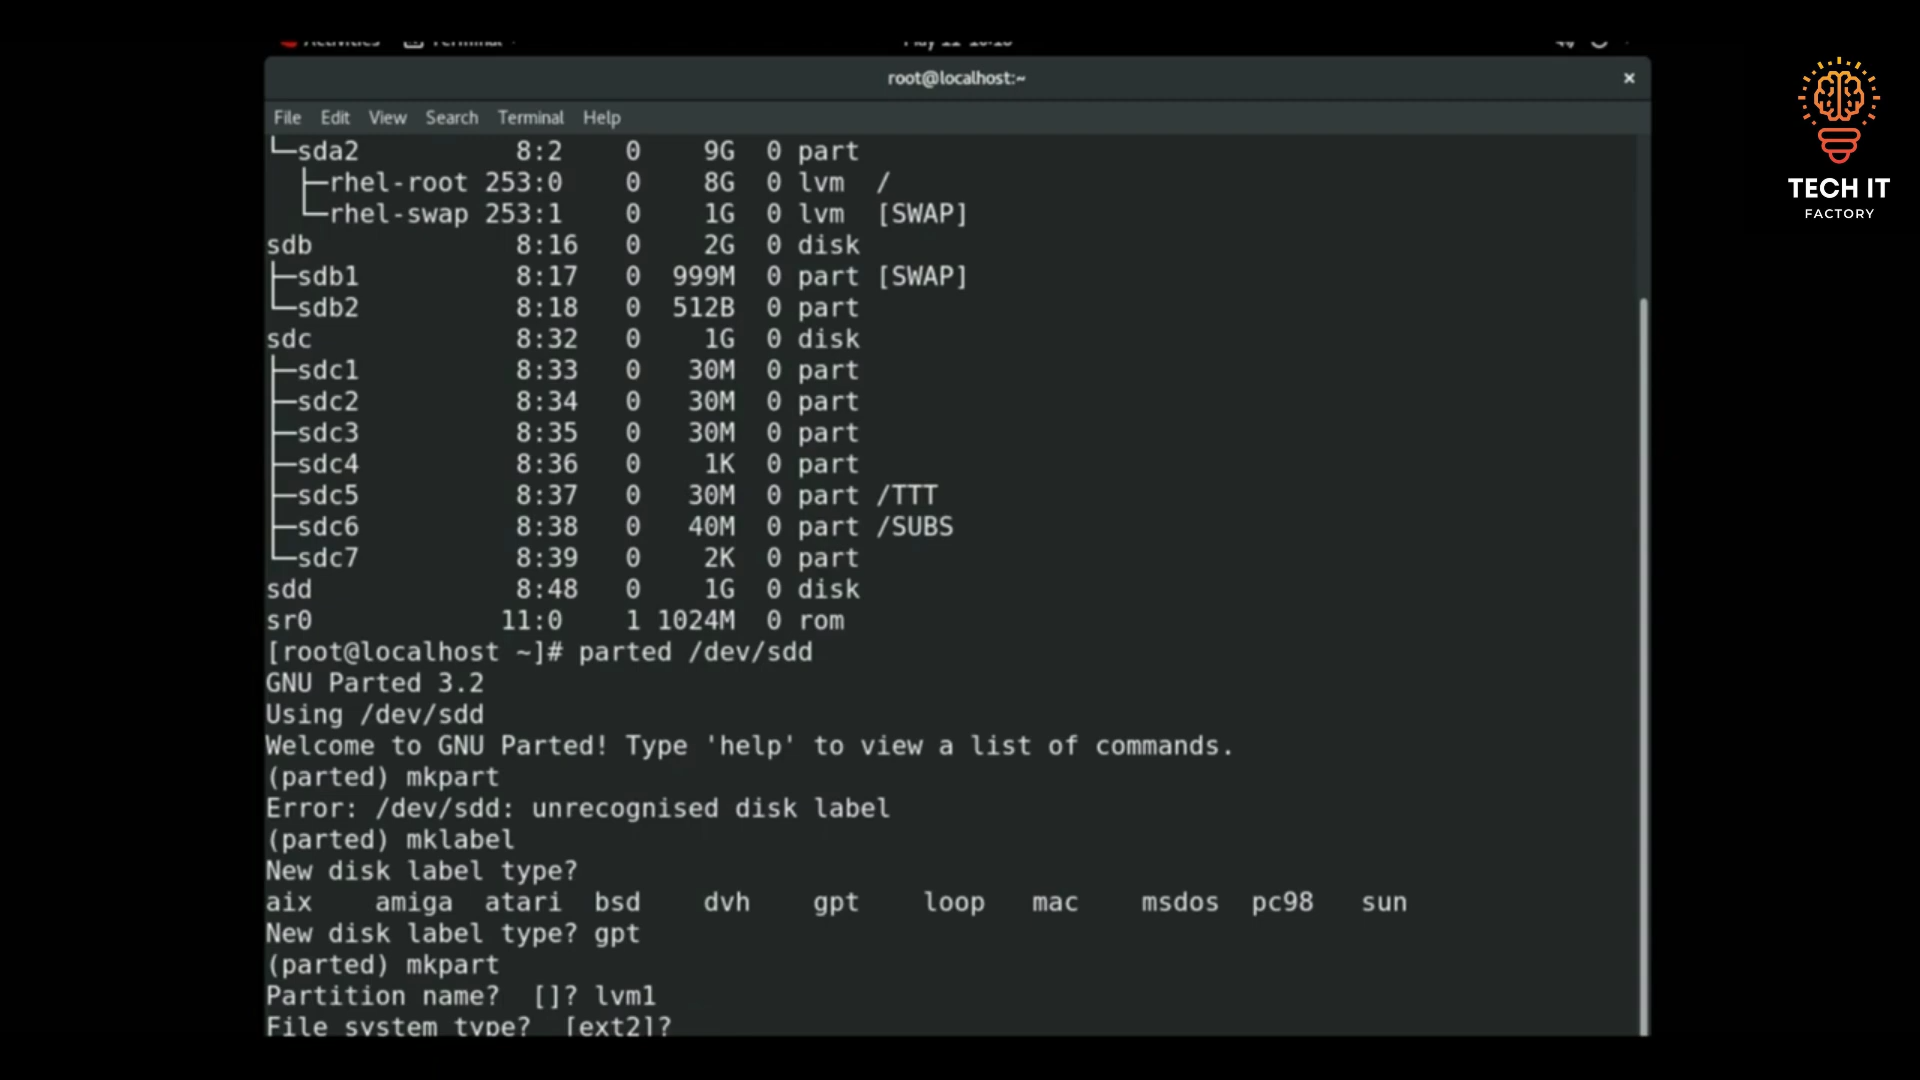 Activities Terminal
root@localhost:~ ×
File Edit View Search Terminal Help
└─sda2 8:2 0 9G 0 part
├─rhel-root 253:0 0 8G 0 lvm /
└─rhel-swap 253:1 0 1G 0 lvm [SWAP]
sdb 8:16 0 2G 0 disk
├─sdb1 8:17 0 999M 0 part [SWAP]
└─sdb2 8:18 0 512B 0 part
sdc 8:32 0 1G 0 disk
├─sdc1 8:33 0 30M 0 part
├─sdc2 8:34 0 30M 0 part
├─sdc3 8:35 0 30M 0 part
├─sdc4 8:36 0 1K 0 part
├─sdc5 8:37 0 30M 0 part /TTT
├─sdc6 8:38 0 40M 0 part /SUBS
└─sdc7 8:39 0 2K 0 part
sdd 8:48 0 1G 0 disk
sr0 11:0 1 1024M 0 rom
[root@localhost ~]# parted /dev/sdd
GNU Parted 3.2
Using /dev/sdd
Welcome to GNU Parted! Type 'help' to view a list of commands.
(parted) mkpart
Error: /dev/sdd: unrecognised disk label
(parted) mklabel
New disk label type?
aix amiga atari bsd dvh gpt loop mac msdos pc98 sun
New disk label type? gpt
(parted) mkpart
Partition name? []? lvm1
File system type? [ext2]?
TECH IT
FACTORY